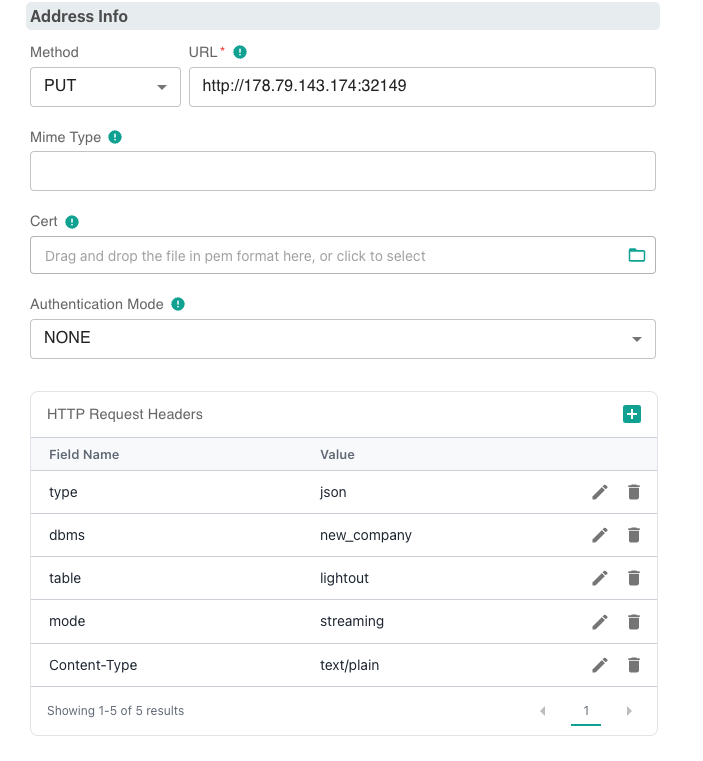 Address Info
Method URL *
PUT http://178.79.143.174:32149
Mime Type
Cert
Drag and drop the file in pem format here, or click to select
Authentication Mode
NONE
HTTP Request Headers
Field Name Value
type json
dbms new_company
table lightout
mode streaming
Content-Type text/plain
Showing 1-5 of 5 results 1